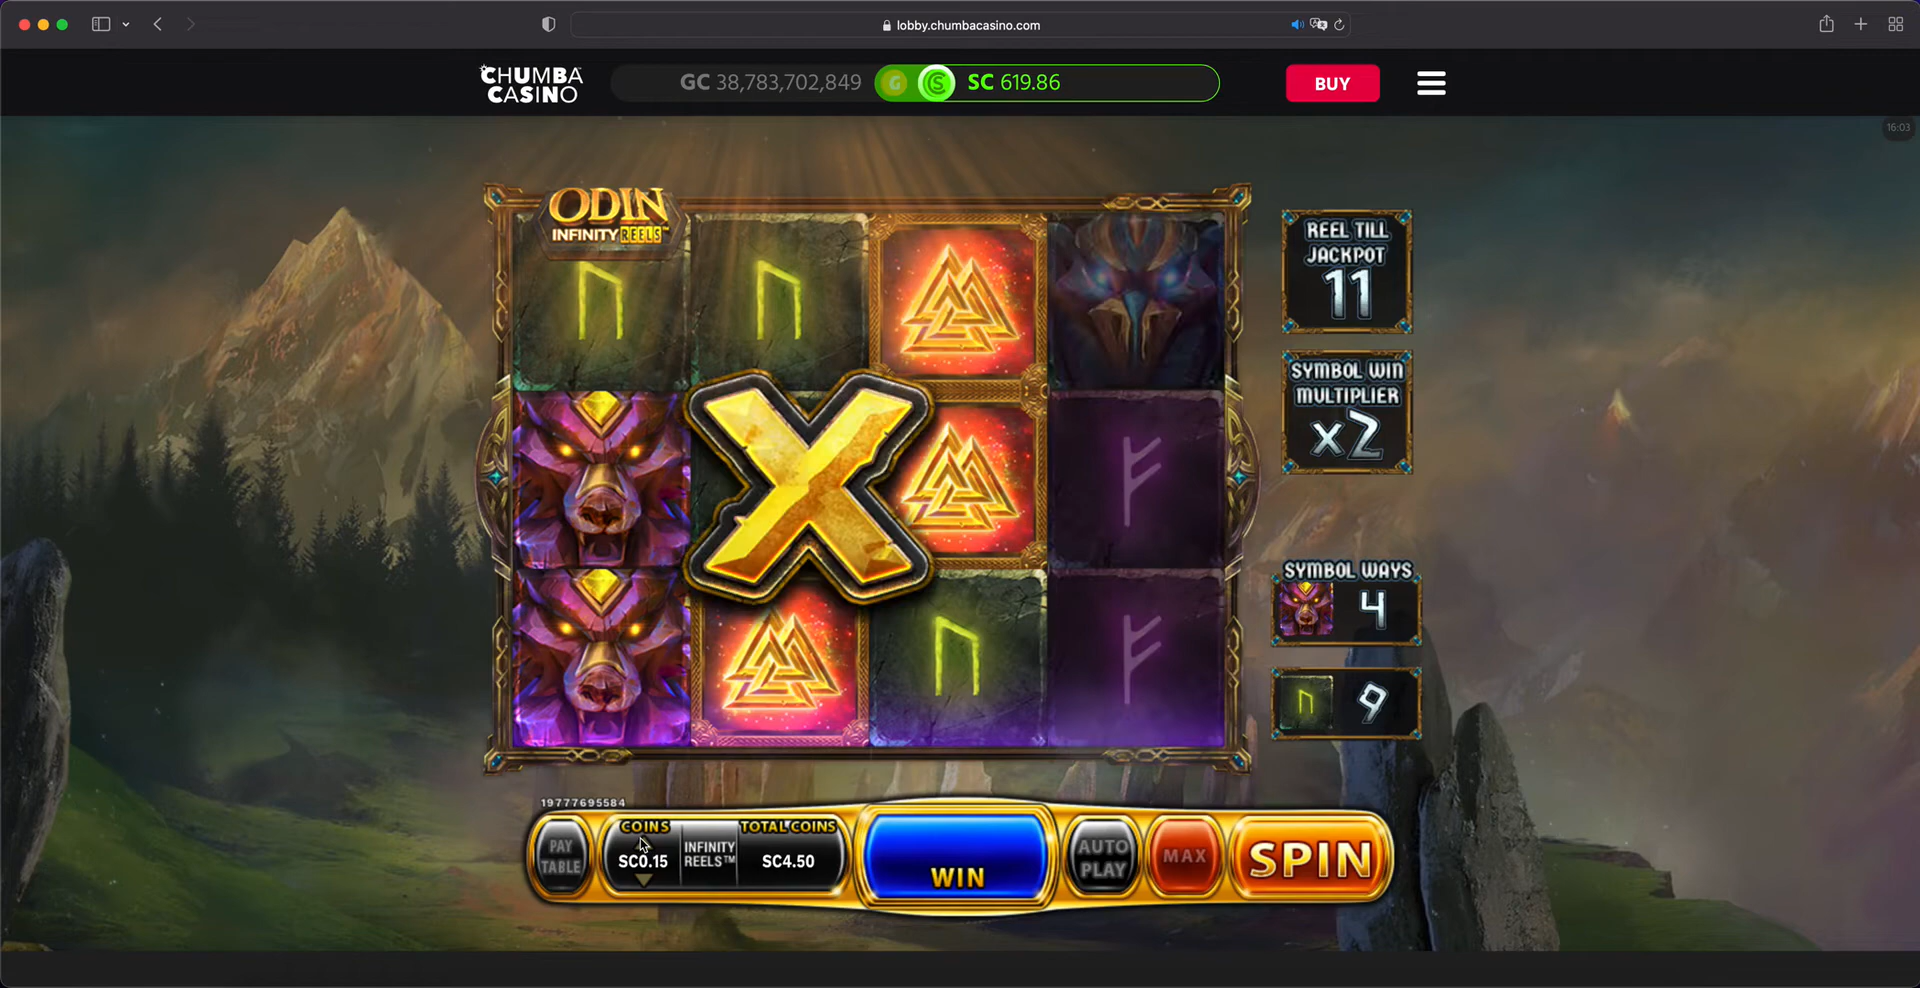 lobby.chumbacasino.com
CHUMBA
CASINO
GC 38,783,702,849
G
S
SC 619.86
BUY
16:03
ODIN
INFINITY REELS™
REEL TILL
JACKPOT
11
SYMBOL WIN
MULTIPLIER
x2
X
SYMBOL WAYS
4
9
19777695584
PAY
TABLE
COINS
SC0.15
INFINITY
REELS™
TOTAL COINS
SC4.50
WIN
AUTO
PLAY
MAX
SPIN